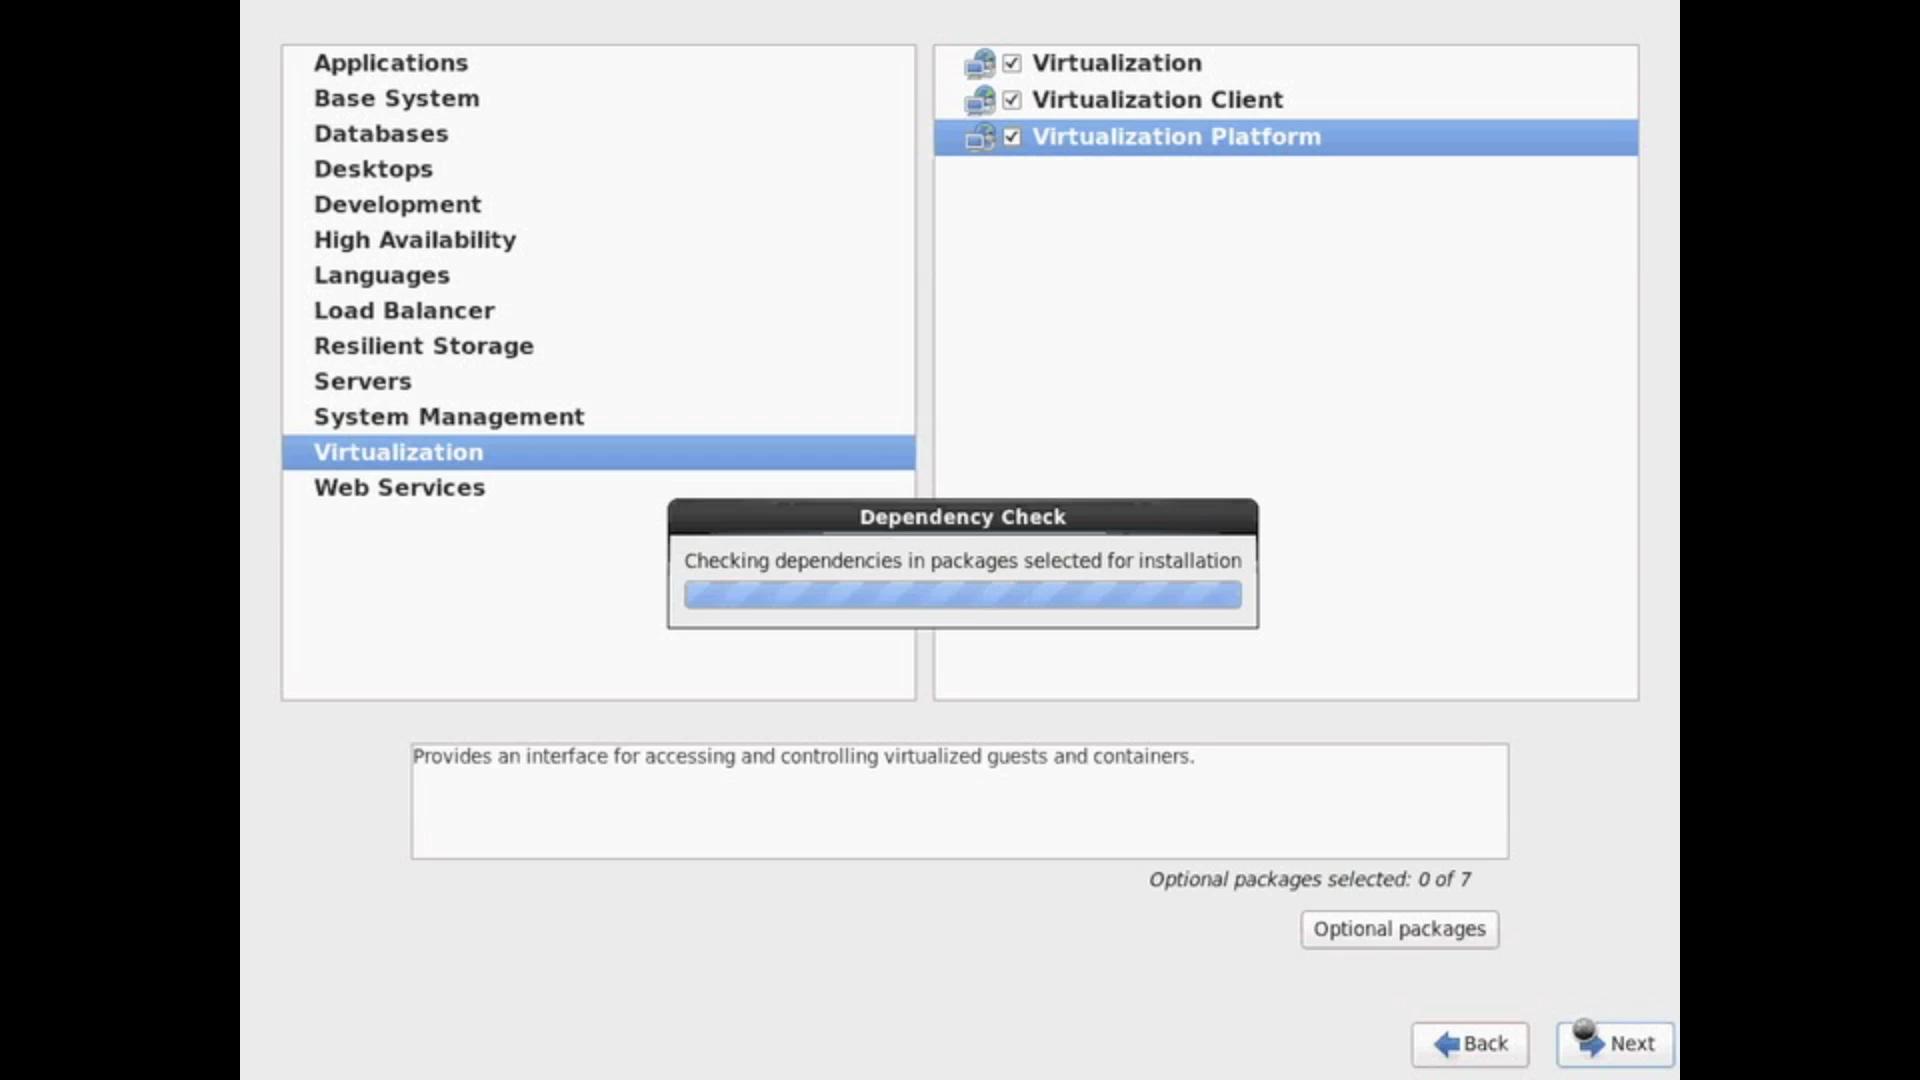 Applications
Base System
Databases
Desktops
Development
High Availability
Languages
Load Balancer
Resilient Storage
Servers
System Management
Virtualization
Web Services
Virtualization
Virtualization Client
Virtualization Platform
Dependency Check
Checking dependencies in packages selected for installation
Provides an interface for accessing and controlling virtualized guests and containers.
Optional packages selected: 0 of 7
Optional packages
Back
Next